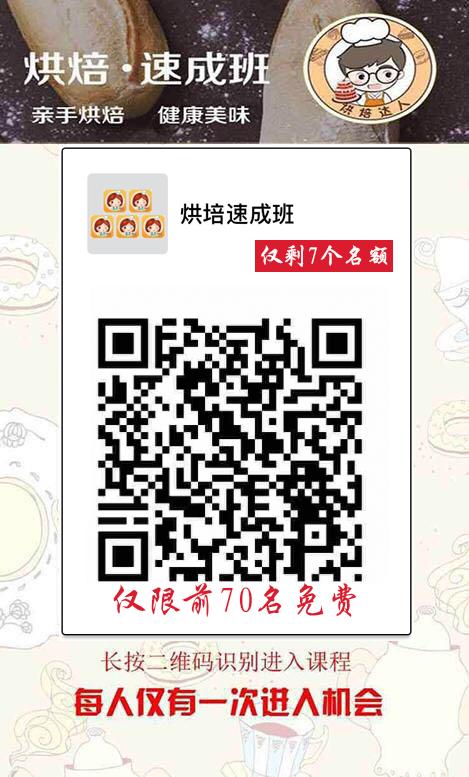 烘焙·速成班
亲手烘焙 健康美味
烘焙达人
烘培速成班
仅剩7个名额
仅限前70名免费
长按二维码识别进入课程
每人仅有一次进入机会